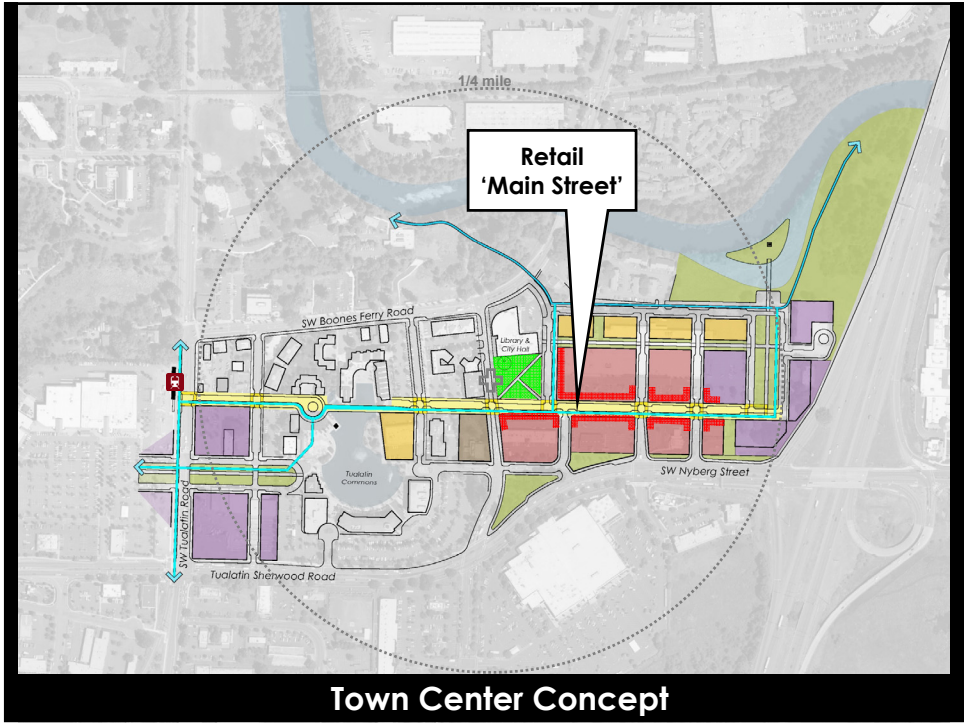 1/4 mile
Retail
'Main Street'
SW Boones Ferry Road
Library &
City Hall
Tualatin
Commons
SW Nyberg Street
SW Tualatin Road
Tualatin Sherwood Road
Town Center Concept